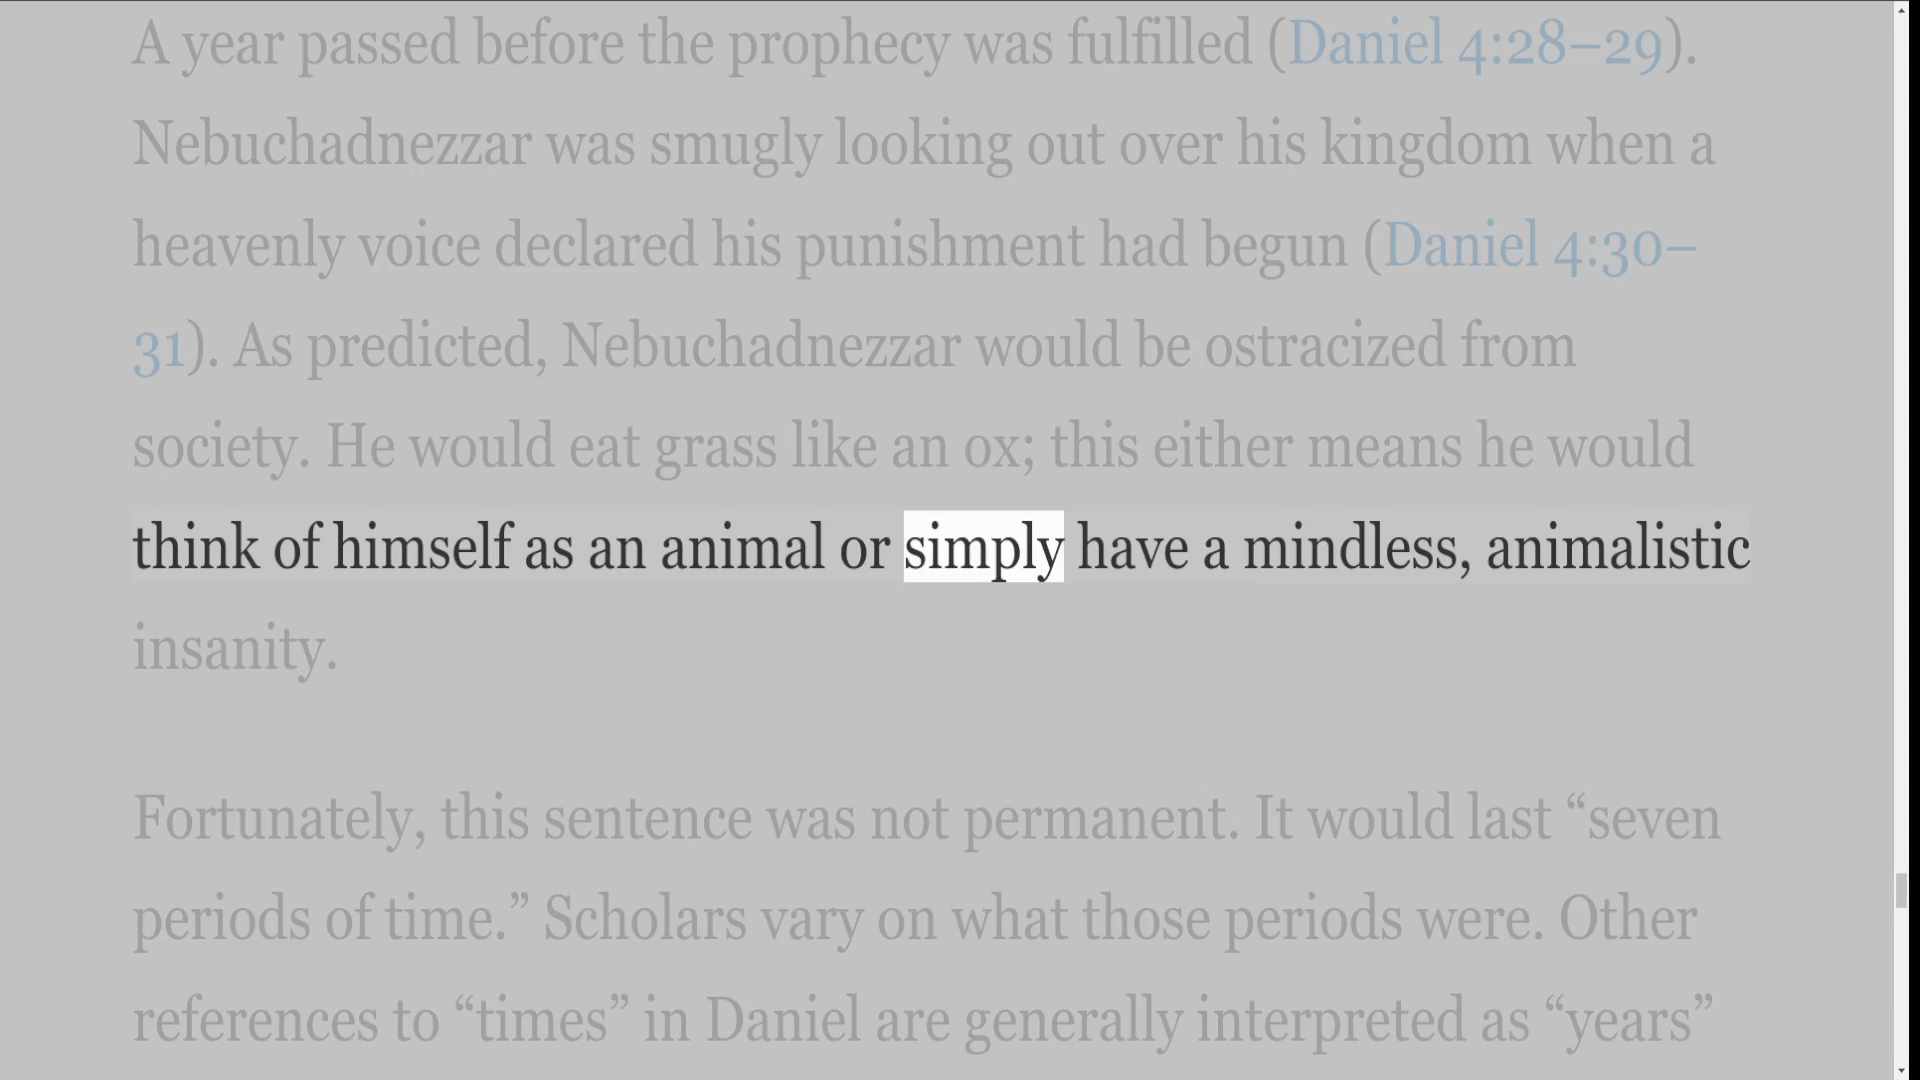 A year passed before the prophecy was fulfilled (Daniel 4:28–29).
Nebuchadnezzar was smugly looking out over his kingdom when a
heavenly voice declared his punishment had begun (Daniel 4:30–
31). As predicted, Nebuchadnezzar would be ostracized from
society. He would eat grass like an ox; this either means he would
think of himself as an animal or simply have a mindless, animalistic
insanity.
Fortunately, this sentence was not permanent. It would last “seven
periods of time.” Scholars vary on what those periods were. Other
references to “times” in Daniel are generally interpreted as “years”